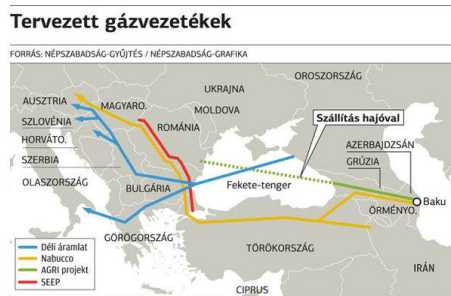 Tervezett gázvezetékek
FORRÁS: NÉPSZABADSÁG-GYŰJTÉS / NÉPSZABADSÁG-GRAFIKA
OROSZORSZÁG
UKRAJNA
AUSZTRIA
MAGYARO.
MOLDOVA
SZLOVÉNIA
ROMÁNIA
Szállítás hajóval
HORVÁTO.
AZERBAJDZSÁN
SZERBIA
GRÚZIA
OLASZORSZÁG
BULGÁRIA
Fekete-tenger
Baku
ÖRMÉNYO.
GÖRÖGORSZÁG
Déli áramlat
Nabucco
TÖRÖKORSZÁG
AGRI projekt
IRÁN
SEEP
CIPRUS